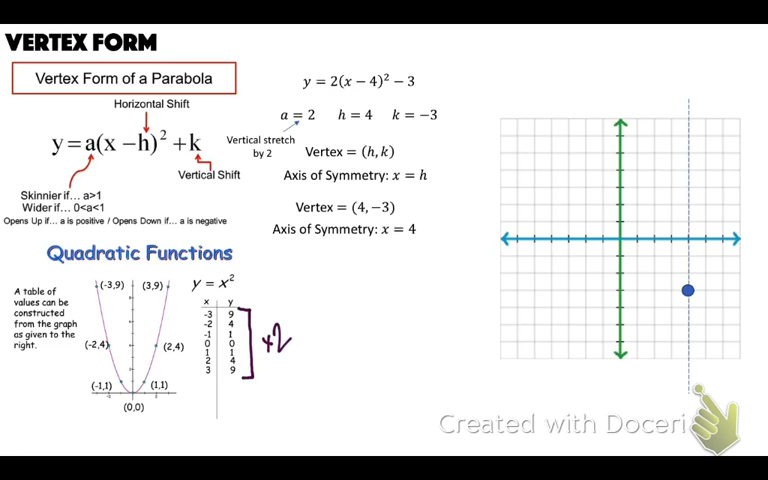 VERTEX FORM
Vertex Form of a Parabola
Horizontal Shift
y = a(x − h)² + k
Vertical Shift
Skinnier if... a>1
Wider if... 0<a<1
Opens Up if... a is positive / Opens Down if... a is negative
y = 2(x − 4)² − 3
a = 2 h = 4 k = −3
Vertical stretch
by 2
Vertex = (h, k)
Axis of Symmetry: x = h
Vertex = (4, −3)
Axis of Symmetry: x = 4
Quadratic Functions
A table of
values can be
constructed
from the graph
as given to the
right.
(-3,9) (3,9)
(-2,4) (2,4)
(-1,1) (1,1)
(0,0)
y = x²
x y
-3 9
-2 4
-1 1
0 0
1 1
2 4
3 9
×2
Created with Doceri